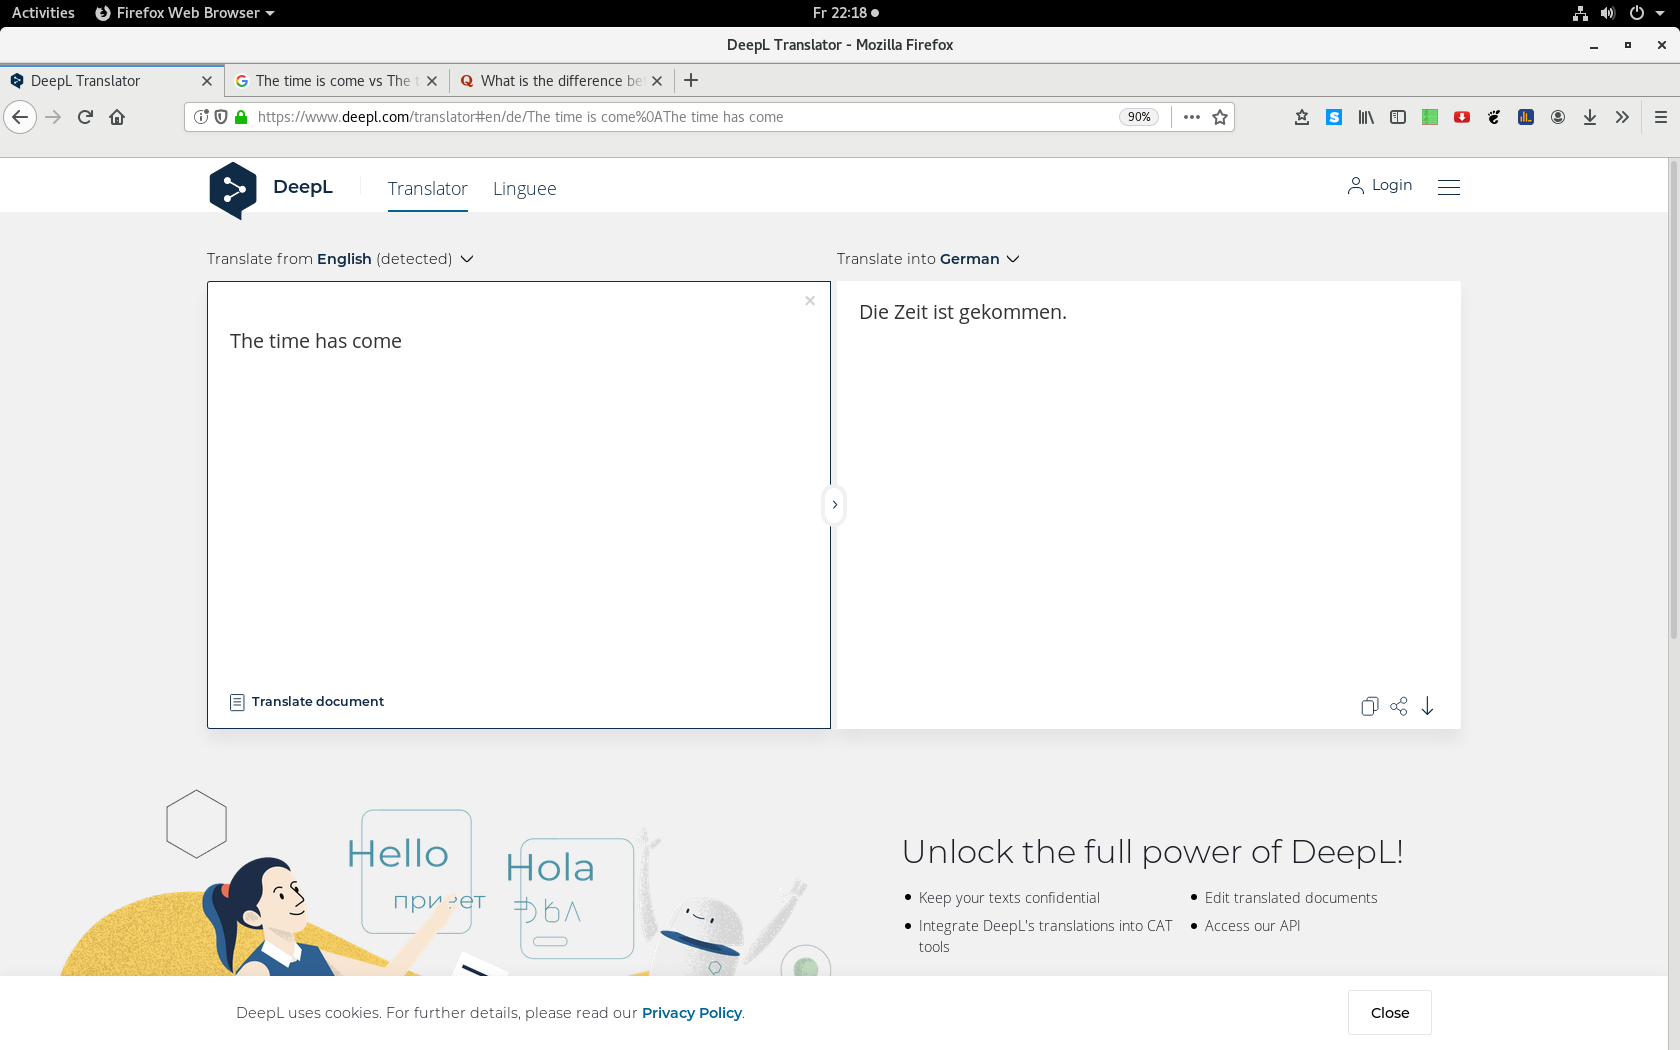 Activities Firefox Web Browser Fr 22:18
DeepL Translator - Mozilla Firefox
DeepL Translator The time is come vs The t What is the difference be
https://www.deepl.com/translator#en/de/The time is come%0AThe time has come 90%
DeepL Translator Linguee Login
Translate from English (detected) Translate into German
The time has come
Die Zeit ist gekommen.
Translate document
Hello
привет
Hola
Unlock the full power of DeepL!
Keep your texts confidential
Integrate DeepL's translations into CAT
tools
Edit translated documents
Access our API
DeepL uses cookies. For further details, please read our Privacy Policy.
Close